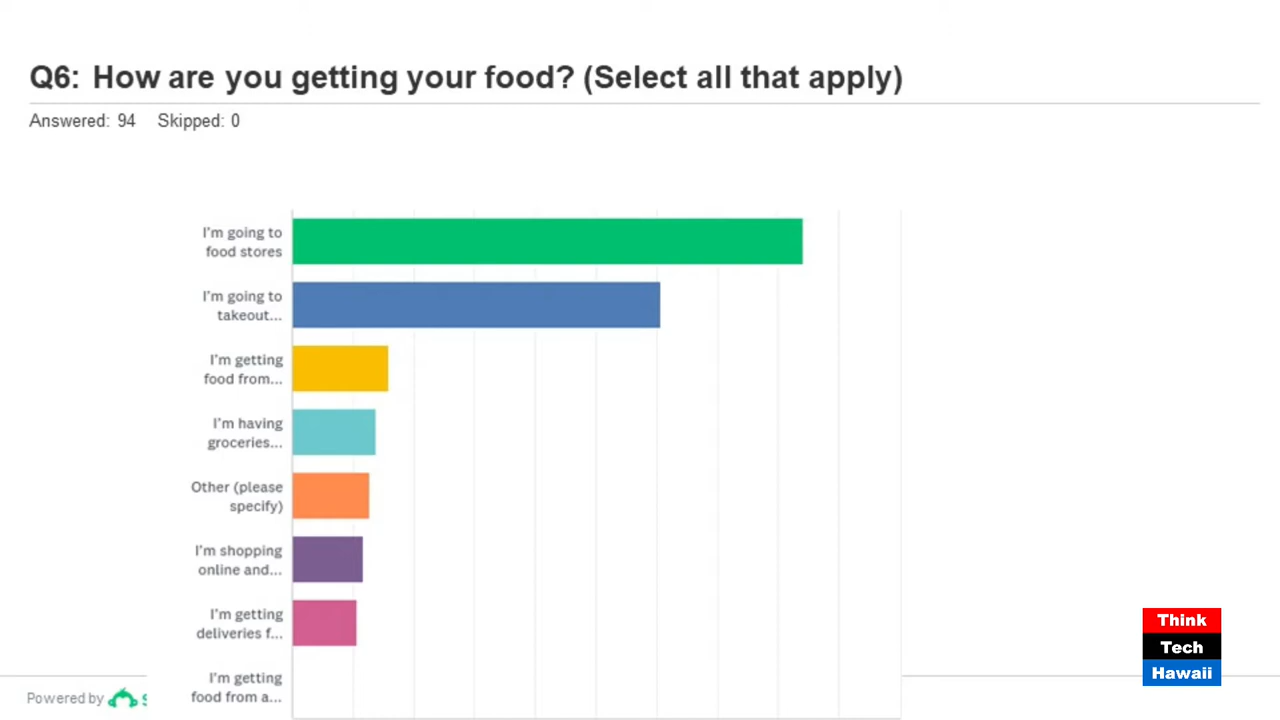 Q6: How are you getting your food? (Select all that apply)
Answered: 94 Skipped: 0
I'm going to
food stores
I'm going to
takeout...
I'm getting
food from...
I'm having
groceries...
Other (please
specify)
I'm shopping
online and...
I'm getting
deliveries f...
I'm getting
food from a...
Powered by
Think
Tech
Hawaii